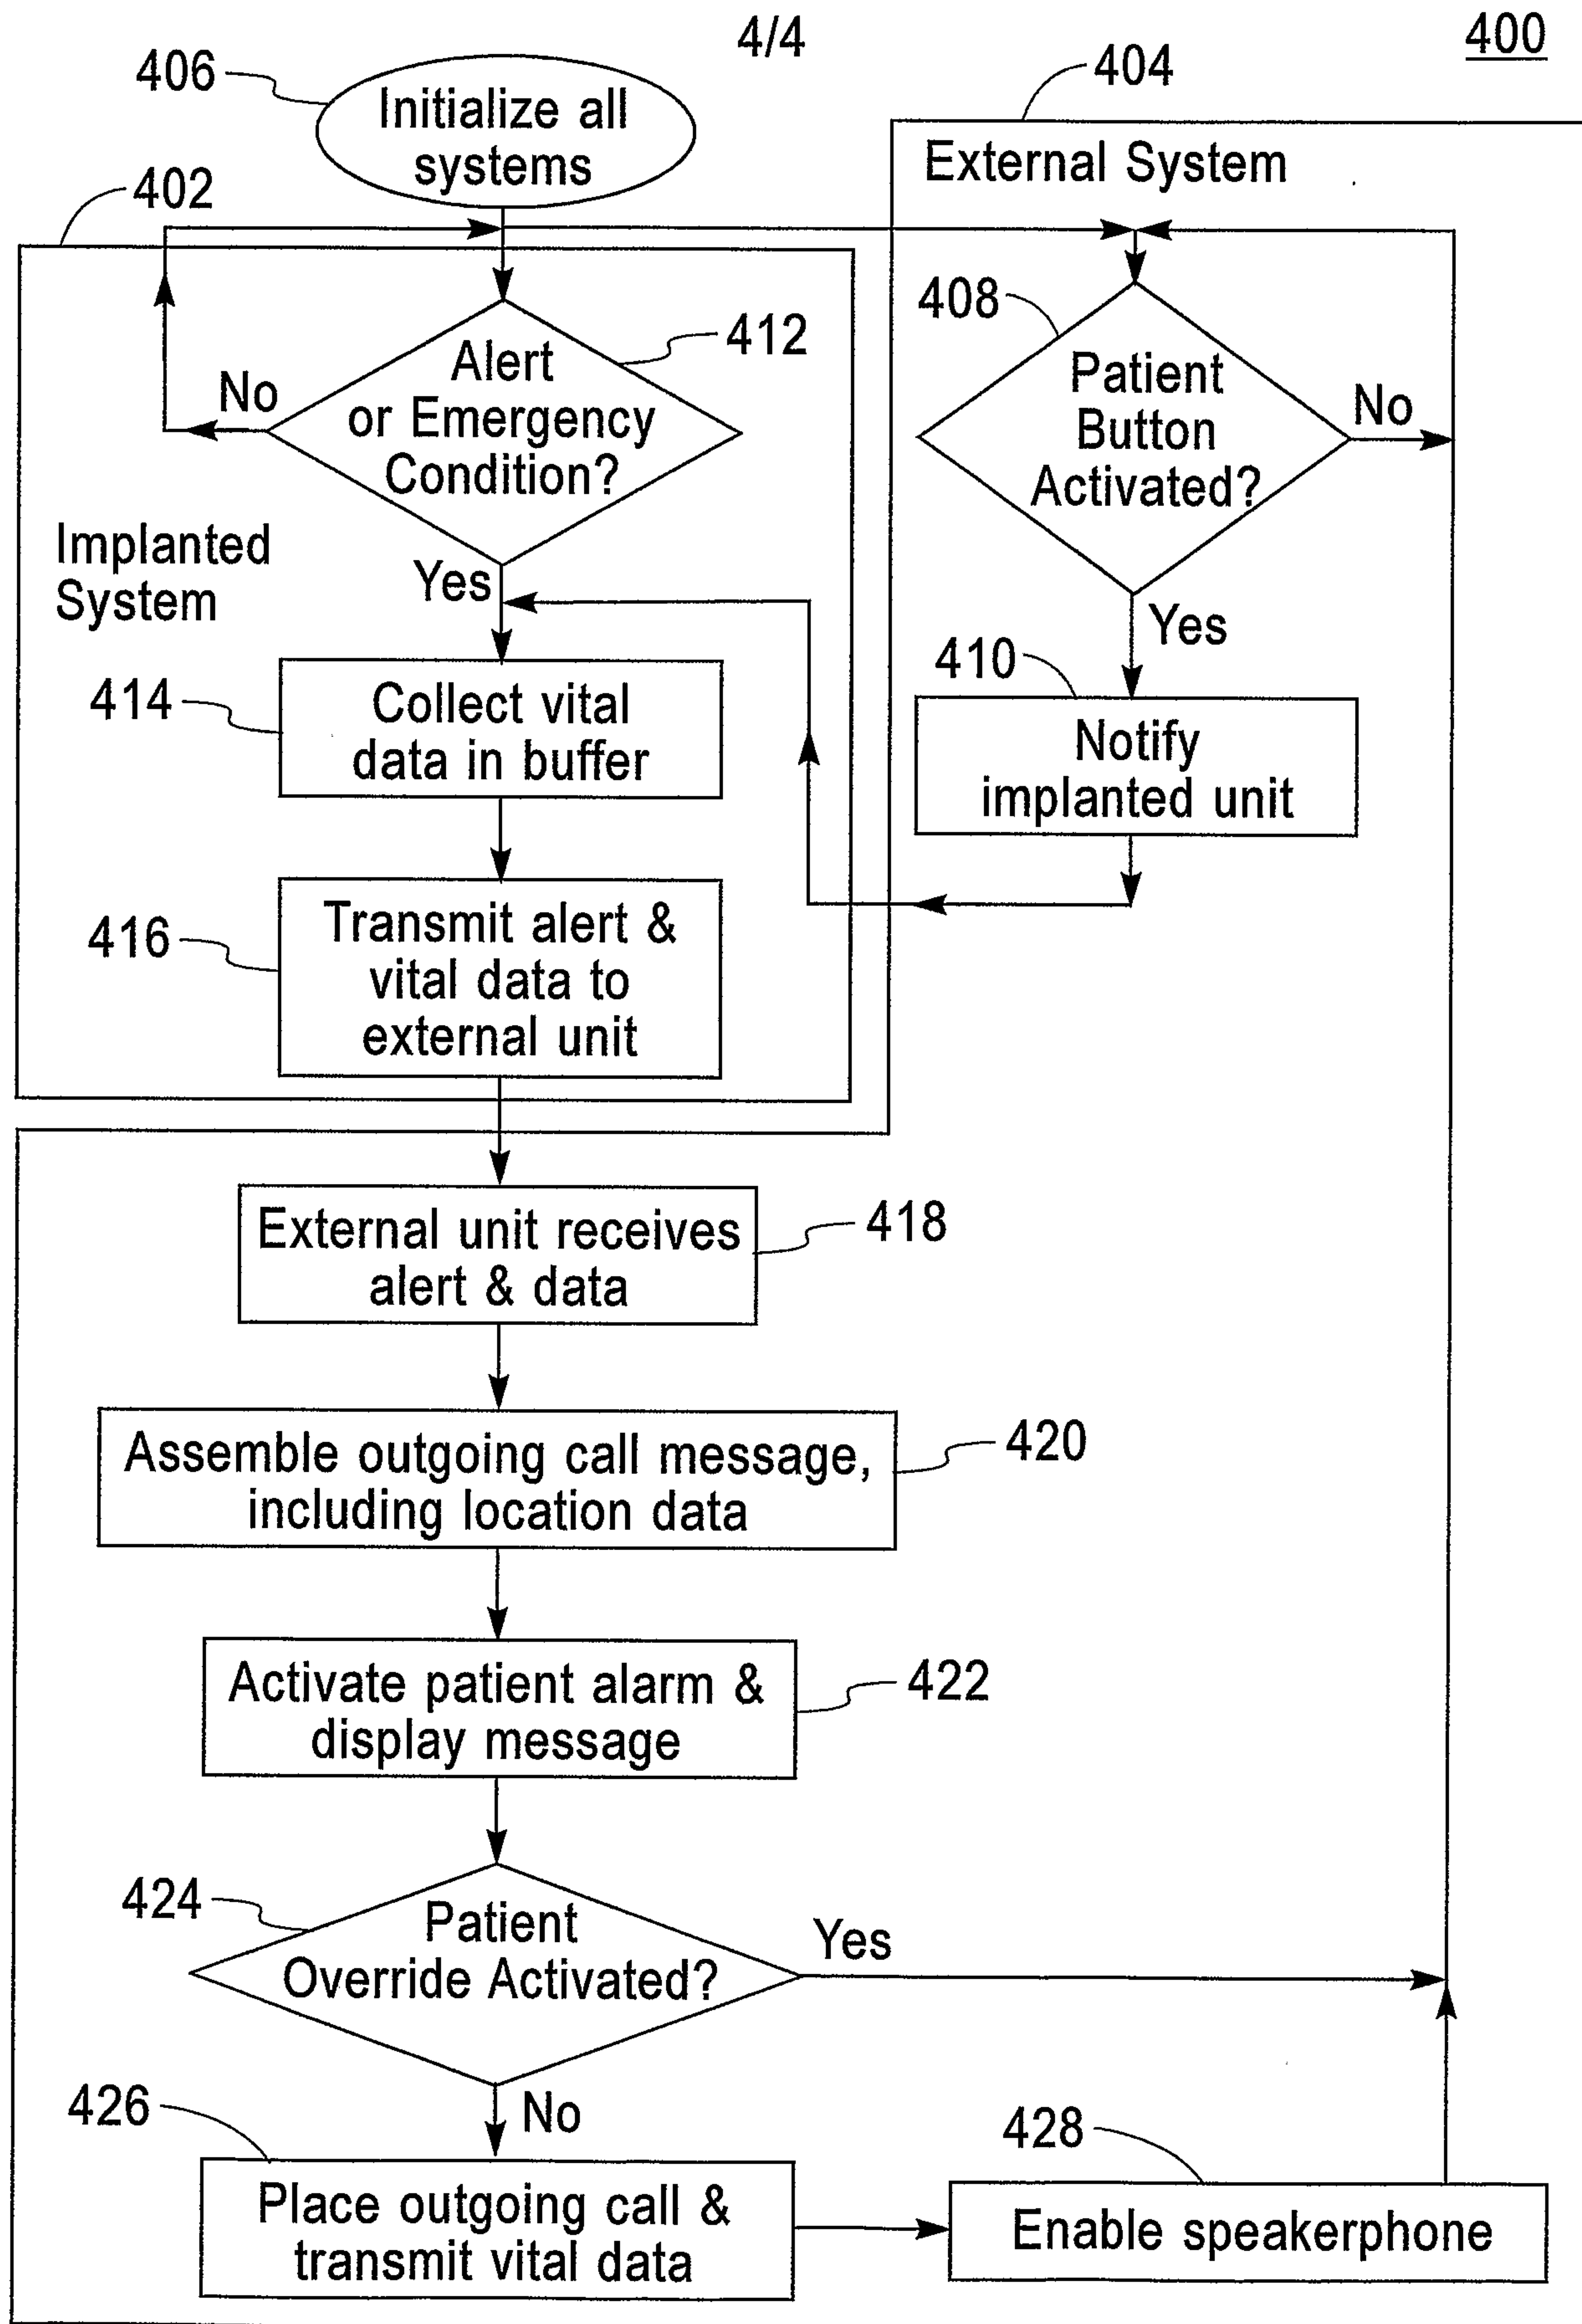 4/4
400
406
404
Initialize all
systems
External System
402
408
412
Alert
or Emergency
Condition?
No
Patient
Button
Activated?
No
Implanted
System
Yes
Yes
410
414
Collect vital
data in buffer
Notify
implanted unit
416
Transmit alert &
vital data to
external unit
External unit receives
alert & data
418
Assemble outgoing call message,
including location data
420
Activate patient alarm &
display message
422
424
Patient
Override Activated?
Yes
No
426
428
Place outgoing call &
transmit vital data
Enable speakerphone